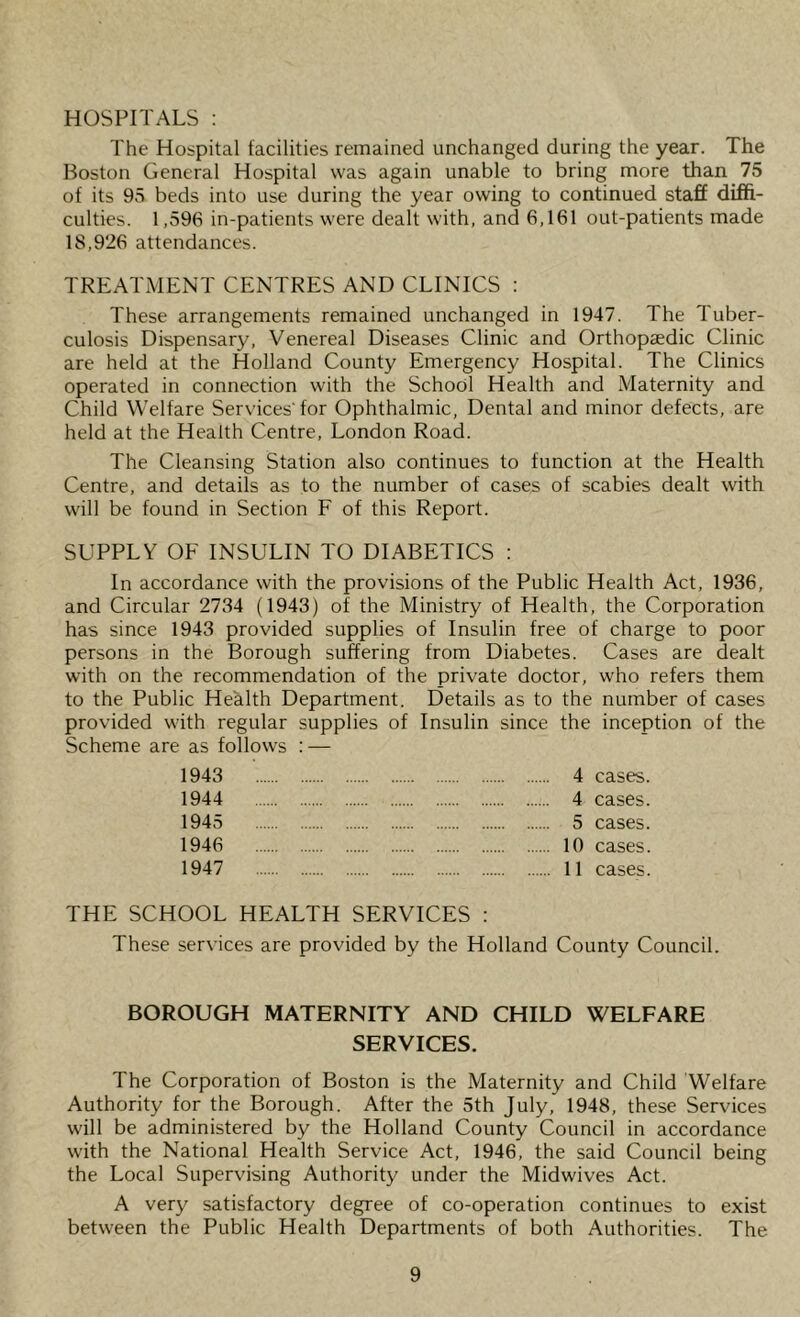 HOSPITALS :
The Hospital facilities remained unchanged during the year. The
Boston General Hospital was again unable to bring more than 75
of its 95 beds into use during the year owing to continued staff diffi-
culties. 1,596 in-patients were dealt with, and 6,161 out-patients made
18,926 attendances.
TREATMENT CENTRES AND CLINICS :
These arrangements remained unchanged in 1947. The Tuber-
culosis Dispensary, Venereal Diseases Clinic and Orthopædic Clinic
are held at the Holland County Emergency Hospital. The Clinics
operated in connection with the School Health and Maternity and
Child Welfare Services' for Ophthalmic, Dental and minor defects, are
held at the Health Centre, London Road.
The Cleansing Station also continues to function at the Health
Centre, and details as to the number of cases of scabies dealt with
will be found in Section F of this Report.
SUPPLY OF INSULIN TO DIABETICS :
In accordance with the provisions of the Public Health Act, 1936,
and Circular 2734 (1943) of the Ministry of Health, the Corporation
has since 1943 provided supplies of Insulin free of charge to poor
persons in the Borough suffering from Diabetes. Cases are dealt
with on the recommendation of the private doctor, who refers them
to the Public Health Department. Details as to the number of cases
provided with regular supplies of Insulin since the inception of the
Scheme are as follows : —
1943 ...... ...... ...... ...... ...... ...... ...... 4 cases.
1944 ...... ...... ...... ...... ...... ...... ...... 4 cases.
1945 ...... ...... ...... ...... ...... ...... ...... 5 cases.
1946 ...... ...... ...... ...... ...... ...... ...... 10 cases.
1947 ...... ...... ...... ...... ...... ...... ...... 11 cases.
THE SCHOOL HEALTH SERVICES :
These services are provided by the Holland County Council.
BOROUGH MATERNITY AND CHILD WELFARE
SERVICES.
The Corporation of Boston is the Maternity and Child Welfare
Authority for the Borough. After the 5th July, 1948, these Services
will be administered by the Holland County Council in accordance
with the National Health Service Act, 1946, the said Council being
the Local Supervising Authority under the Midwives Act.
A very satisfactory degree of co-operation continues to exist
between the Public Health Departments of both Authorities. The
9